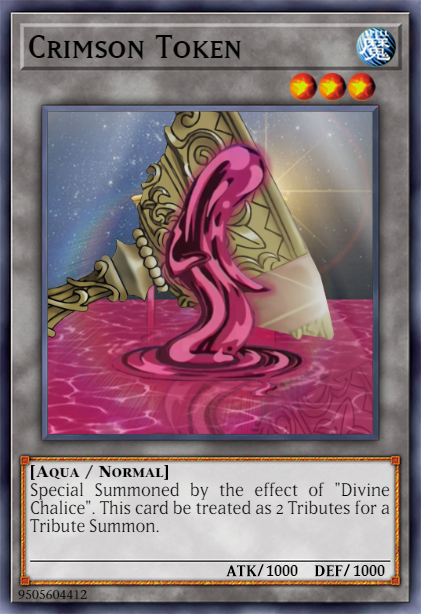 Crimson Token
魔
[Aqua / Normal]
Special Summoned by the effect of "Divine
Chalice". This card be treated as 2 Tributes for a
Tribute Summon.
ATK/1000 DEF/1000
9505604412